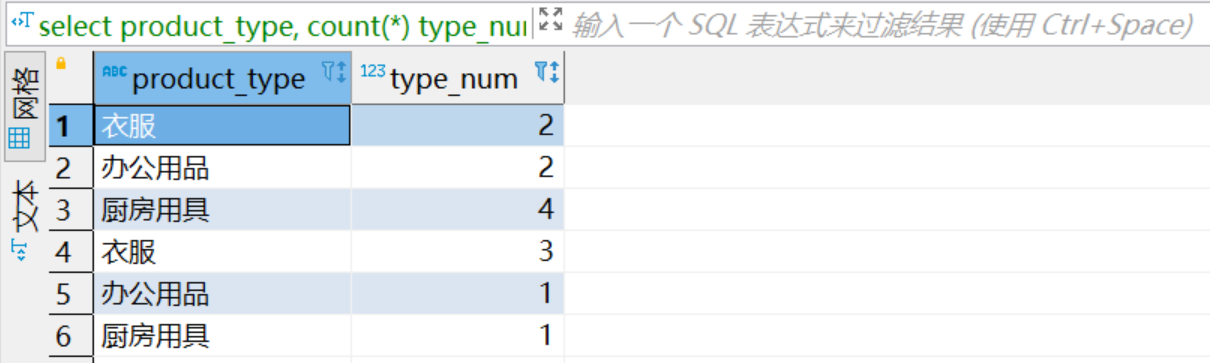 select product_type, count(*) type_nu 输入一个 SQL 表达式来过滤结果 (使用 Ctrl+Space)
网格
文本
ABC product_type 123 type_num
1 衣服 2
2 办公用品 2
3 厨房用具 4
4 衣服 3
5 办公用品 1
6 厨房用具 1